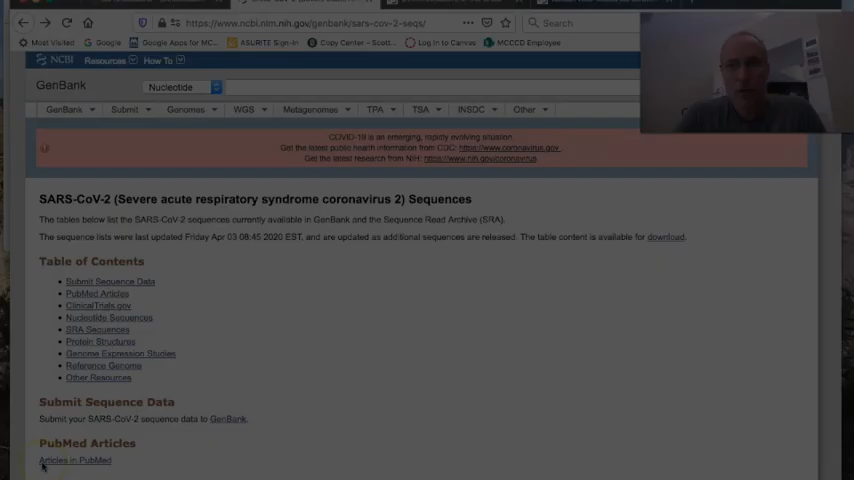 https://www.ncbi.nlm.nih.gov/genbank/sars-cov-2-seqs/
Search
Most Visited
Google
Google Apps for MC...
ASURITE Sign-In
Copy Center – Scott...
Log In to Canvas
MCCCD Employee
NCBI Resources How To
GenBank Nucleotide
GenBank Submit Genomes WGS Metagenomes TPA TSA INSDC Other
COVID-19 is an emerging, rapidly evolving situation.
Get the latest public health information from CDC: https://www.coronavirus.gov.
Get the latest research from NIH: https://www.nih.gov/coronavirus.
SARS-CoV-2 (Severe acute respiratory syndrome coronavirus 2) Sequences
The tables below list the SARS-CoV-2 sequences currently available in GenBank and the Sequence Read Archive (SRA).
The sequence lists were last updated Friday Apr 03 08:45 2020 EST, and are updated as additional sequences are released. The table content is available for download.
Table of Contents
Submit Sequence Data
PubMed Articles
ClinicalTrials.gov
Nucleotide Sequences
SRA Sequences
Protein Structures
Genome Expression Studies
Reference Genome
Other Resources
Submit Sequence Data
Submit your SARS-CoV-2 sequence data to GenBank.
PubMed Articles
Articles in PubMed